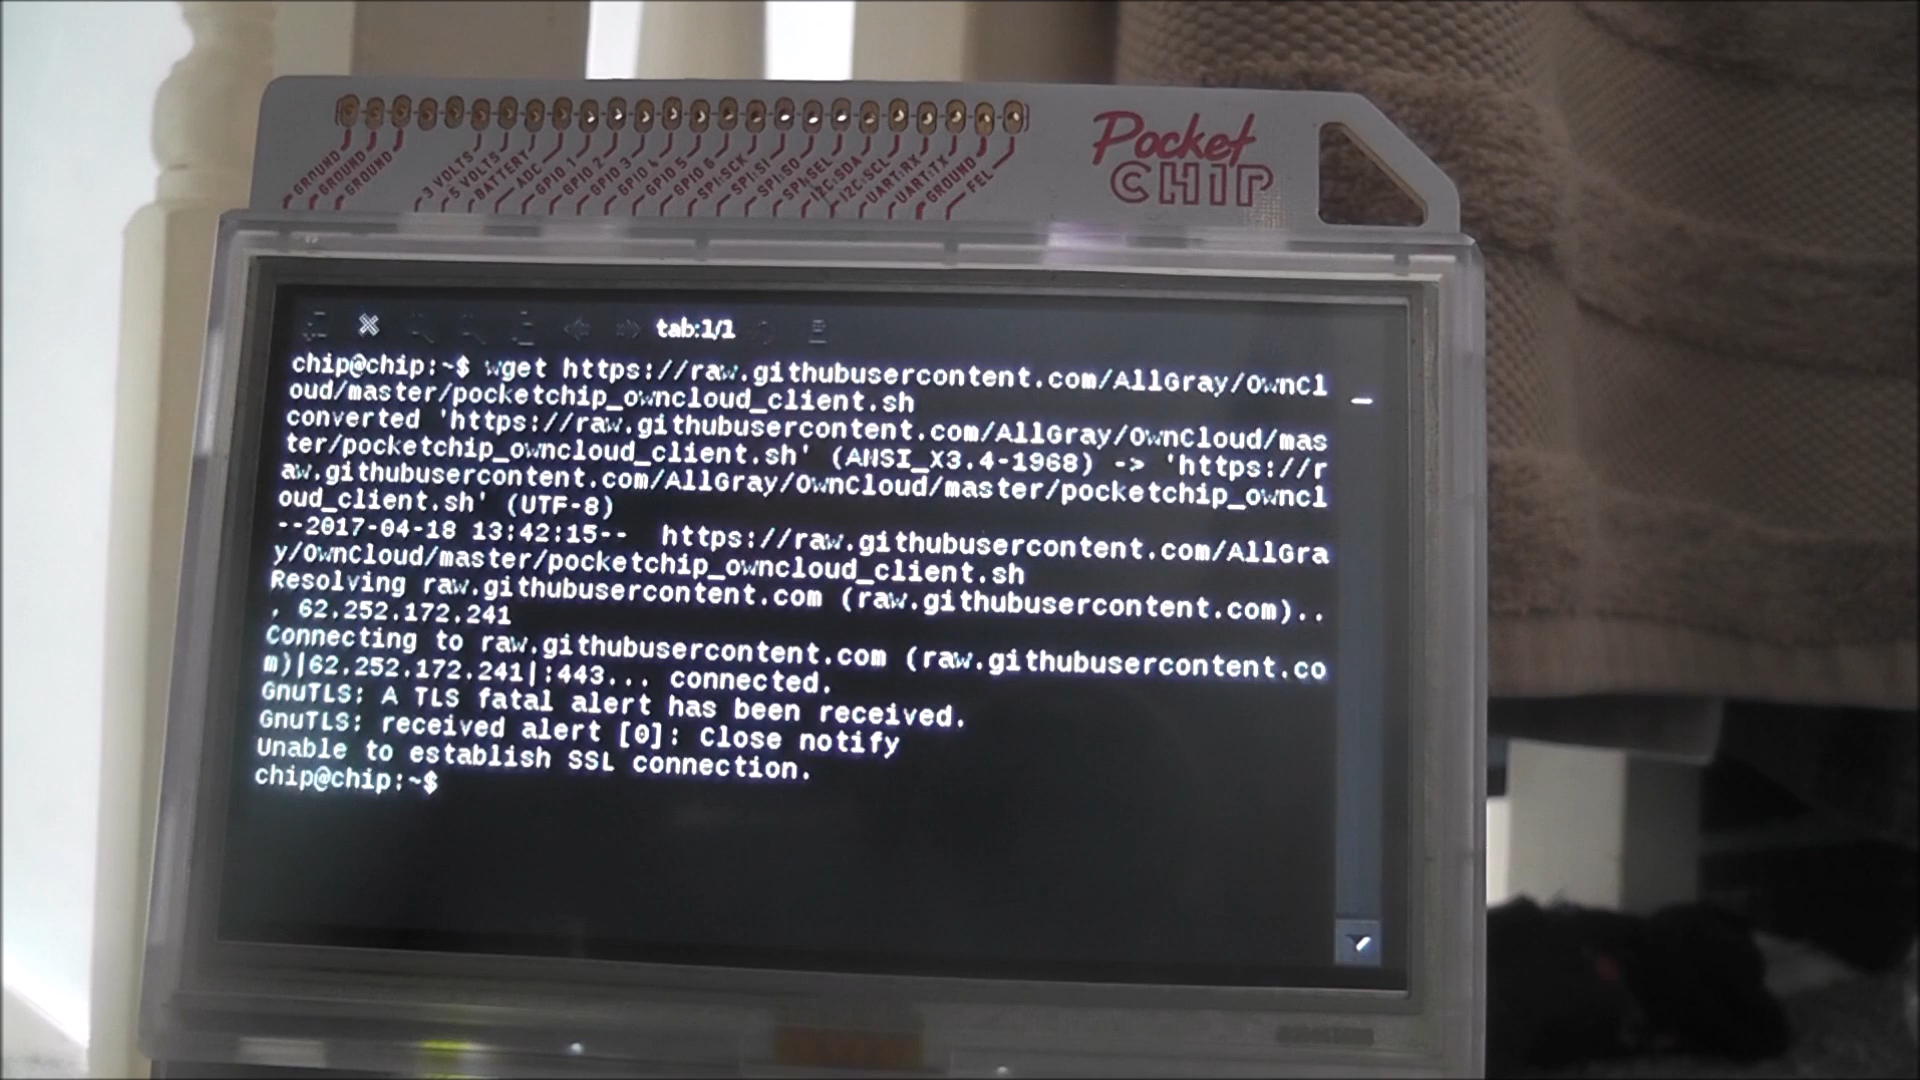 GROUND
GROUND
GROUND
3 VOLTS
5 VOLTS
BATTERY
ADC
GPIO 1
GPIO 2
GPIO 3
GPIO 4
GPIO 5
GPIO 6
SPI:SCK
SPI:SI
SPI:SO
SPI:SEL
I2C:SDA
I2C:SCL
UART:RX
UART:TX
GROUND
FEL
Pocket
CHIP
tab:1/1
chip@chip:~$ wget https://raw.githubusercontent.com/AllGray/OwnCl
oud/master/pocketchip_owncloud_client.sh
converted 'https://raw.githubusercontent.com/AllGray/OwnCloud/mas
ter/pocketchip_owncloud_client.sh' (ANSI_X3.4-1968) -> 'https://r
aw.githubusercontent.com/AllGray/OwnCloud/master/pocketchip_owncl
oud_client.sh' (UTF-8)
--2017-04-18 13:42:15--  https://raw.githubusercontent.com/AllGra
y/OwnCloud/master/pocketchip_owncloud_client.sh
Resolving raw.githubusercontent.com (raw.githubusercontent.com)..
. 62.252.172.241
Connecting to raw.githubusercontent.com (raw.githubusercontent.co
m)|62.252.172.241|:443... connected.
GnuTLS: A TLS fatal alert has been received.
GnuTLS: received alert [0]: Close notify
Unable to establish SSL connection.
chip@chip:~$